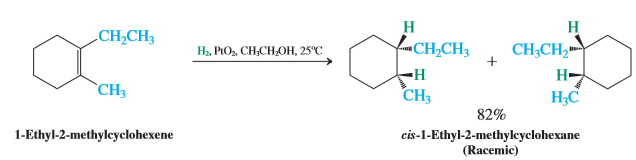 CH₂CH₃
CH₃
1-Ethyl-2-methylcyclohexene
H₂, PtO₂, CH₃CH₂OH, 25°C
H
CH₂CH₃
H
CH₃
+
H
CH₃CH₂
H
H₃C
82%
cis-1-Ethyl-2-methylcyclohexane
(Racemic)